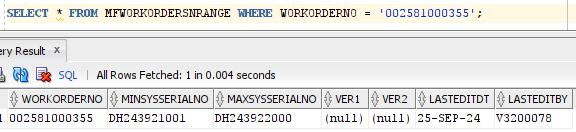 SELECT * FROM MFWORKORDERSNRANGE WHERE WORKORDERNO = '002581000355';
ery Result ×
SQL | All Rows Fetched: 1 in 0.004 seconds
WORKORDERNO MINSYSSERIALNO MAXSYSSERIALNO VER1 VER2 LASTEDITDT LASTEDITBY
1 002581000355 DH243921001 DH243922000 (null) (null) 25-SEP-24 V3200078